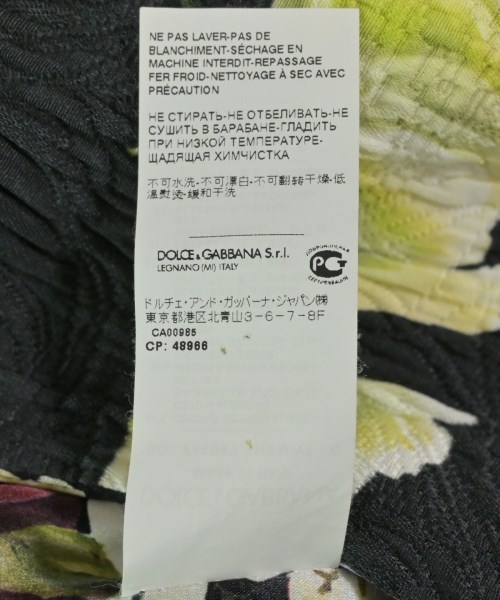 NE PAS LAVER-PAS DE
BLANCHIMENT-SÉCHAGE EN
MACHINE INTERDIT-REPASSAGE
FER FROID-NETTOYAGE À SEC AVEC
PRÉCAUTION
НЕ СТИРАТЬ-НЕ ОТБЕЛИВАТЬ-НЕ
СУШИТЬ В БАРАБАНЕ-ГЛАДИТЬ
ПРИ НИЗКОЙ ТЕМПЕРАТУРЕ-
ЩАДЯЩАЯ ХИМЧИСТКА
不可水洗-不可漂白-不可翻转干燥-低
温熨烫-缓和干洗
DOLCE & GABBANA S.r.l.
LEGNANO (MI) ITALY
PG
ドルチェ・アンド・ガッバーナ・ジャパン㈱
東京都港区北青山3-6-7-8F
CA00985
CP: 48966